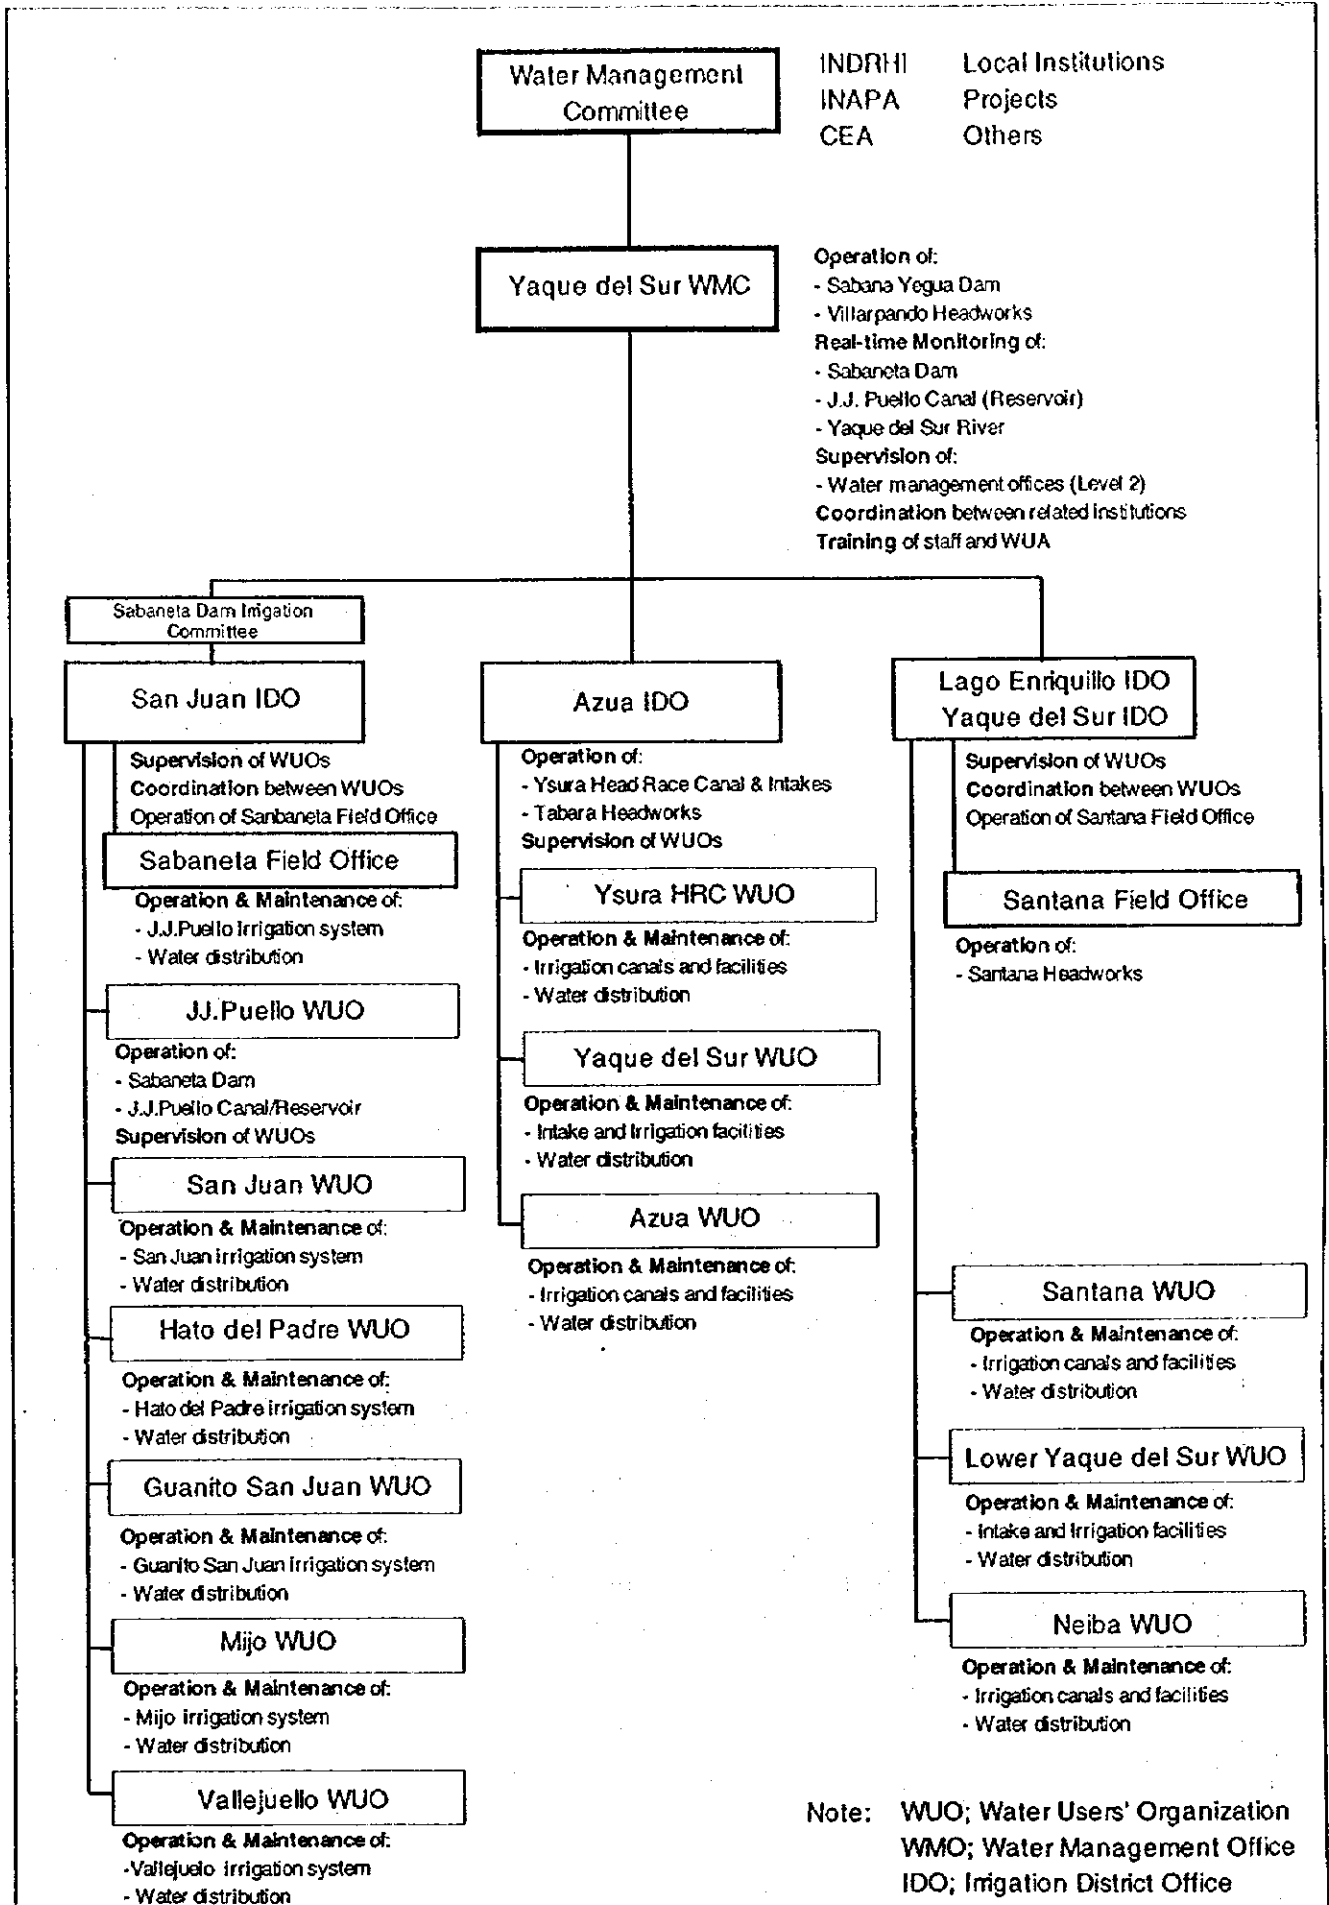 Water Management
Committee
INDRHI Local Institutions
INAPA Projects
CEA Others
Yaque del Sur WMC
Operation of:
- Sabana Yegua Dam
- Villarpando Headworks
Real-time Monitoring of:
- Sabaneta Dam
- J.J. Puello Canal (Reservoir)
- Yaque del Sur River
Supervision of:
- Water management offices (Level 2)
Coordination between related institutions
Training of staff and WUA
Sabaneta Dam Irrigation
Committee
San Juan IDO
Supervision of WUOs
Coordination between WUOs
Operation of Sanbaneta Field Office
Sabaneta Field Office
Operation & Maintenance of:
- J.J.Puello Irrigation system
- Water distribution
JJ.Puello WUO
Operation of:
- Sabaneta Dam
- J.J.Puello Canal/Reservoir
Supervision of WUOs
San Juan WUO
Operation & Maintenance of:
- San Juan irrigation system
- Water distribution
Hato del Padre WUO
Operation & Maintenance of:
- Hato del Padre irrigation system
- Water distribution
Guanito San Juan WUO
Operation & Maintenance of:
- Guanito San Juan irrigation system
- Water distribution
Mijo WUO
Operation & Maintenance of:
- Mijo irrigation system
- Water distribution
Vallejuello WUO
Operation & Maintenance of:
-Vallejuelo irrigation system
- Water distribution
Azua IDO
Operation of:
- Ysura Head Race Canal & Intakes
- Tabara Headworks
Supervision of WUOs
Ysura HRC WUO
Operation & Maintenance of:
- Irrigation canals and facilities
- Water distribution
Yaque del Sur WUO
Operation & Maintenance of:
- Intake and Irrigation facilities
- Water distribution
Azua WUO
Operation & Maintenance of:
- Irrigation canals and facilities
- Water distribution
Lago Enriquillo IDO
Yaque del Sur IDO
Supervision of WUOs
Coordination between WUOs
Operation of Santana Field Office
Santana Field Office
Operation of:
- Santana Headworks
Santana WUO
Operation & Maintenance of:
- Irrigation canals and facilities
- Water distribution
Lower Yaque del Sur WUO
Operation & Maintenance of:
- Intake and Irrigation facilities
- Water distribution
Neiba WUO
Operation & Maintenance of:
- Irrigation canals and facilities
- Water distribution
Note: WUO; Water Users' Organization
WMO; Water Management Office
IDO; Irrigation District Office